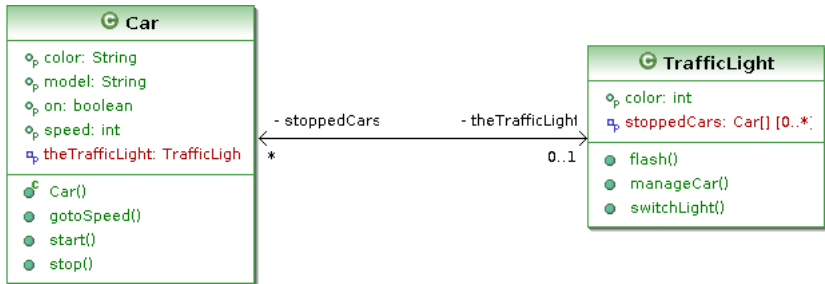 C Car
color: String
model: String
on: boolean
speed: int
theTrafficLight: TrafficLigh
Car()
gotoSpeed()
start()
stop()
- stoppedCars
- theTrafficLight
*
0..1
C TrafficLight
color: int
stoppedCars: Car[] [0..*]
flash()
manageCar()
switchLight()